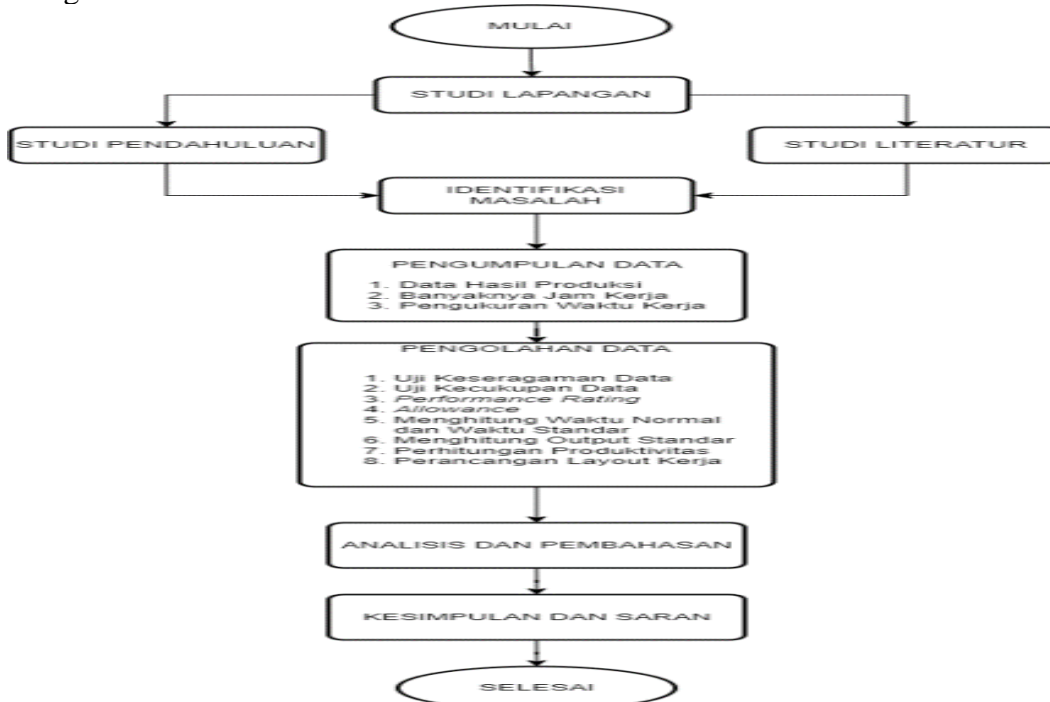 MULAI
STUDI LAPANGAN
STUDI PENDAHULUAN
STUDI LITERATUR
IDENTIFIKASI
MASALAH
PENGUMPULAN DATA
1. Data Hasil Produksi
2. Banyaknya Jam Kerja
3. Pengukuran Waktu Kerja
PENGOLAHAN DATA
1. Uji Keseragaman Data
2. Uji Kecukupan Data
3. Performance Rating
4. Allowance
5. Menghitung Waktu Normal
dan Waktu Standar
6. Menghitung Output Standar
7. Perhitungan Produktivitas
8. Perancangan Layout Kerja
ANALISIS DAN PEMBAHASAN
KESIMPULAN DAN SARAN
SELESAI